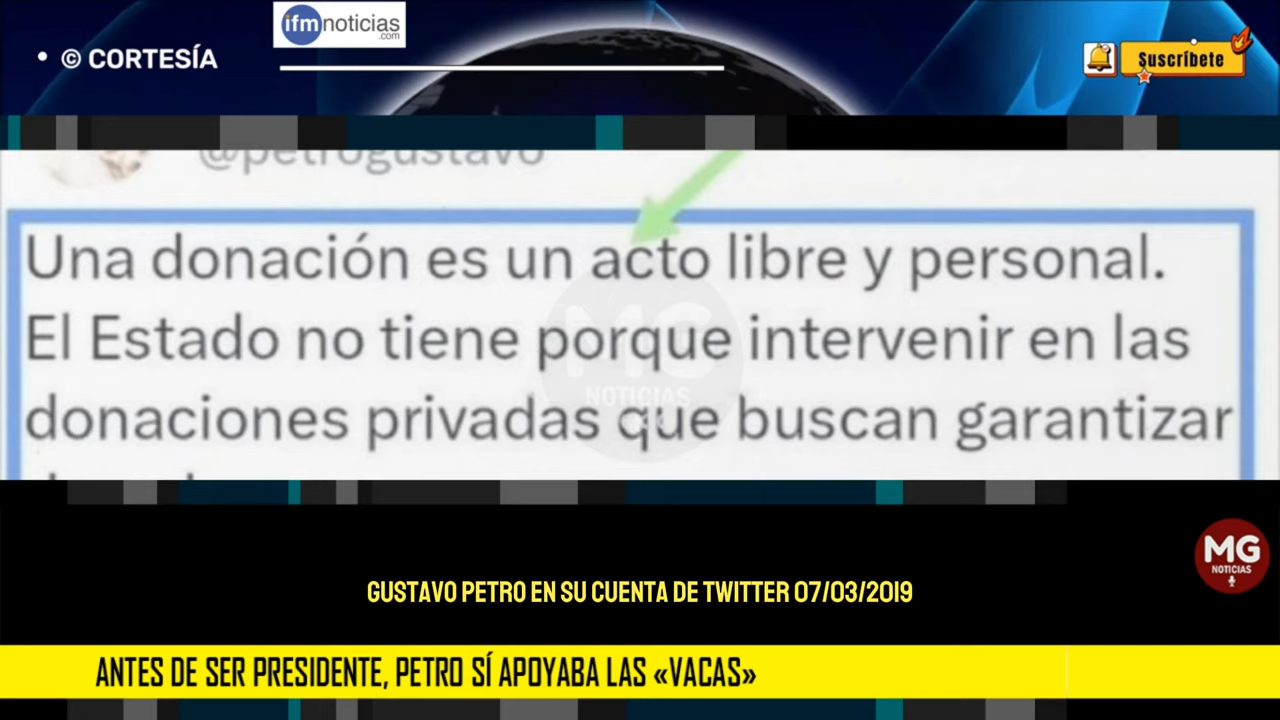 ifmnoticias
.com
• © CORTESÍA
Suscríbete
@petrogustavo
Una donación es un acto libre y personal.
El Estado no tiene porque intervenir en las
donaciones privadas que buscan garantizar
MG
NOTICIAS
MG
NOTICIAS
GUSTAVO PETRO EN SU CUENTA DE TWITTER 07/03/2019
ANTES DE SER PRESIDENTE, PETRO SÍ APOYABA LAS «VACAS»